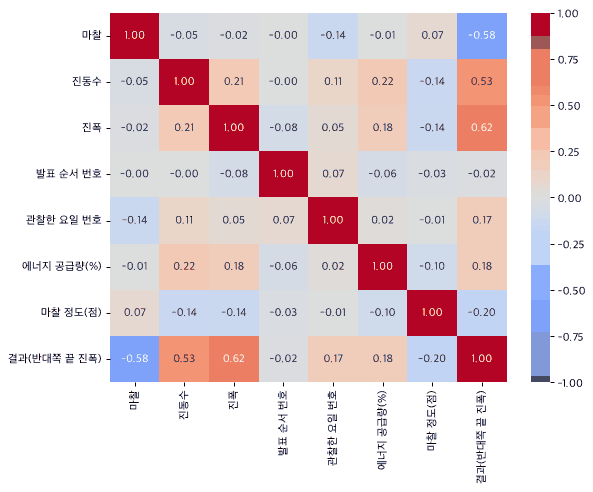 마찰 1.00 -0.05 -0.02 -0.00 -0.14 -0.01 0.07 -0.58
진동수 -0.05 1.00 0.21 -0.00 0.11 0.22 -0.14 0.53
진폭 -0.02 0.21 1.00 -0.08 0.05 0.18 -0.14 0.62
발표 순서 번호 -0.00 -0.00 -0.08 1.00 0.07 -0.06 -0.03 -0.02
관찰한 요일 번호 -0.14 0.11 0.05 0.07 1.00 0.02 -0.01 0.17
에너지 공급량(%) -0.01 0.22 0.18 -0.06 0.02 1.00 -0.10 0.18
마찰 정도(점) 0.07 -0.14 -0.14 -0.03 -0.01 -0.10 1.00 -0.20
결과(반대쪽 끝 진폭) -0.58 0.53 0.62 -0.02 0.17 0.18 -0.20 1.00
마찰
진동수
진폭
발표 순서 번호
관찰한 요일 번호
에너지 공급량(%)
마찰 정도(점)
결과(반대쪽 끝 진폭)
1.00
0.75
0.50
0.25
0.00
-0.25
-0.50
-0.75
-1.00